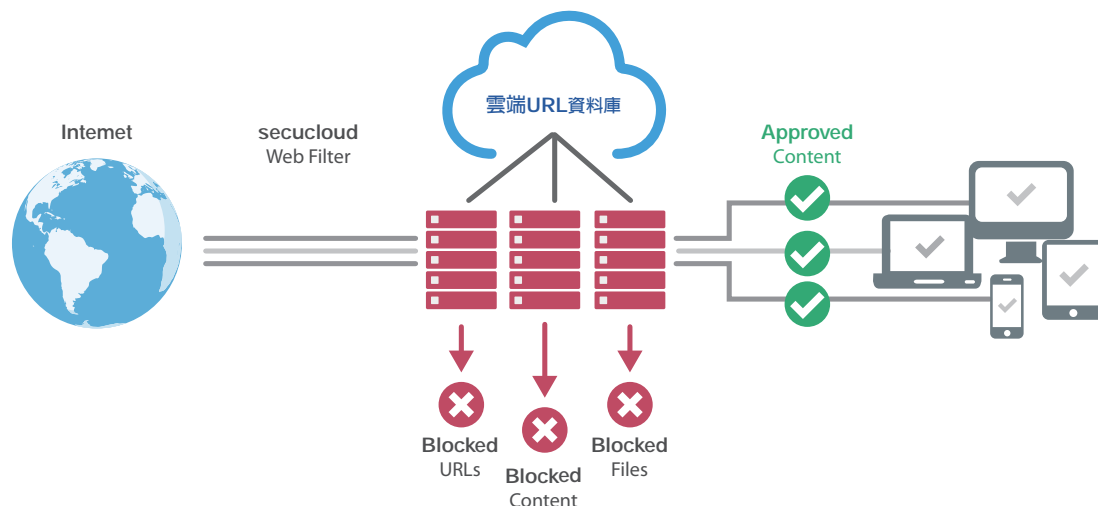 雲端URL資料庫
Internet
secucloud
Web Filter
Approved
Content
Blocked
URLs
Blocked
Content
Blocked
Files